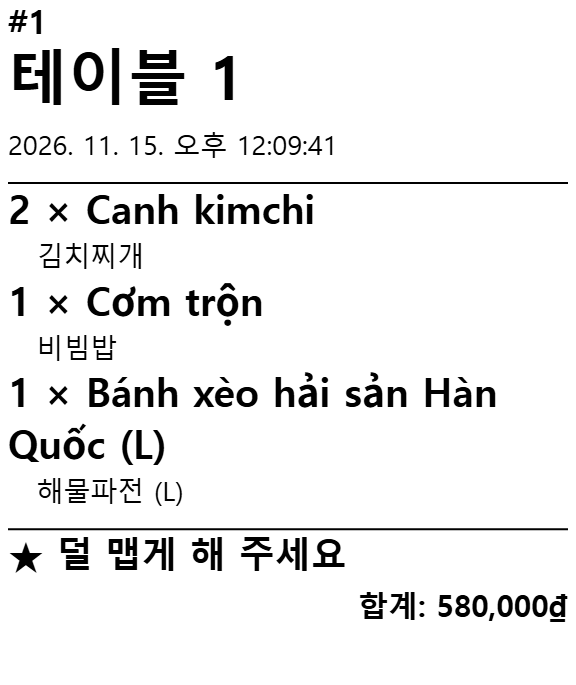 #1
테이블 1
2026. 11. 15. 오후 12:09:41
2 × Canh kimchi
김치찌개
1 × Cơm trộn
비빔밥
1 × Bánh xèo hải sản Hàn
Quốc (L)
해물파전 (L)
★ 덜 맵게 해 주세요
합계: 580,000₫